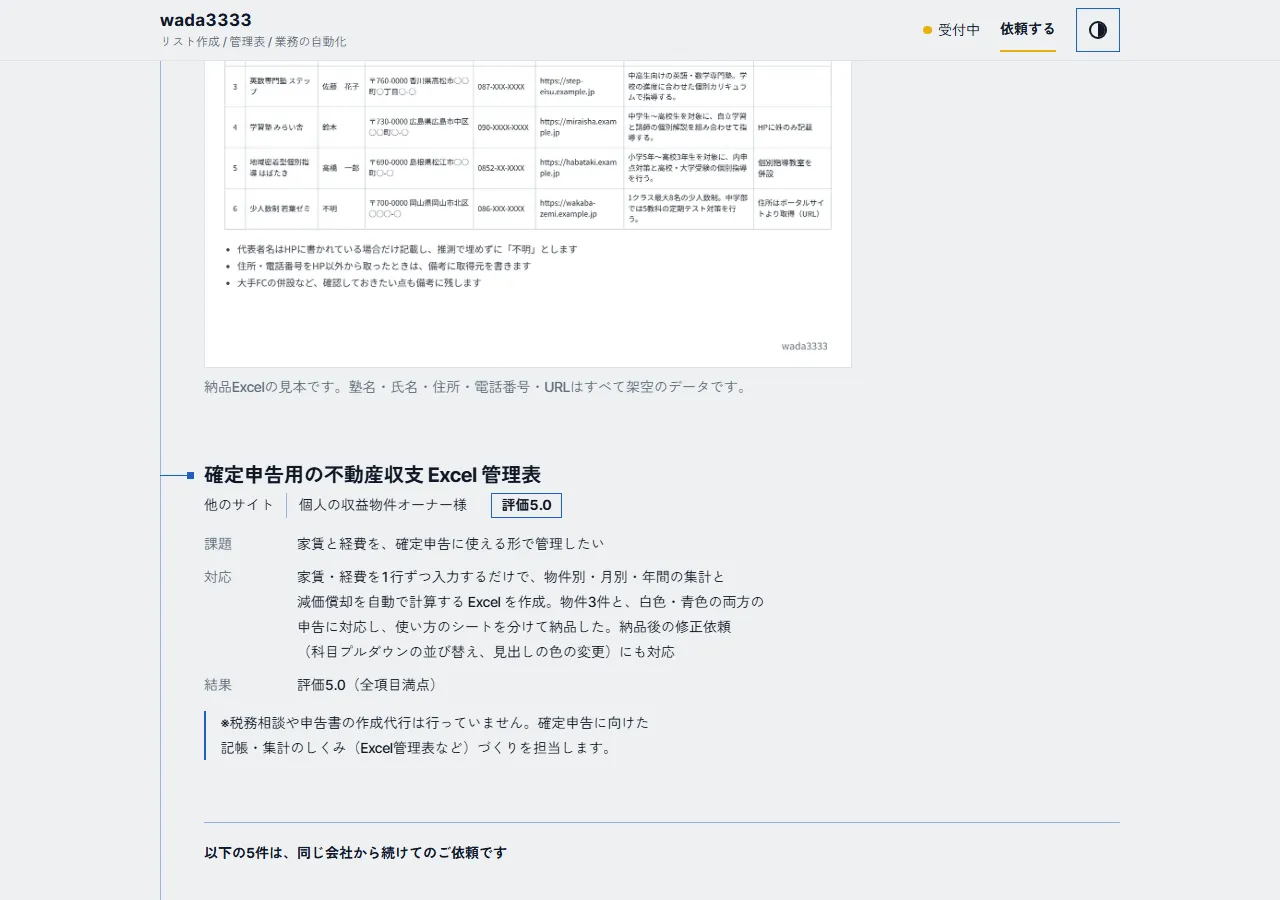 wada3333
リスト作成 / 管理表 / 業務の自動化
受付中
依頼する
3 英数専門塾 ステップ 佐藤　花子 〒760-0000 香川県高松市〇〇町〇丁目〇-〇 087-XXX-XXXX https://step-eisu.example.jp 中高生向けの英語・数学専門塾。学校の進度に合わせた個別カリキュラムで指導する。
4 学習塾 みらい舎 鈴木 〒730-0000 広島県広島市中区〇〇町〇-〇 090-XXXX-XXXX https://miraisha.example.jp 中学生〜高校生を対象に、自立学習と講師の個別解説を組み合わせて指導する。 HPに姓のみ記載
5 地域密着型個別指導 はばたき 高橋　一郎 〒690-0000 島根県松江市〇〇町〇-〇 0852-XX-XXXX https://habataki.example.jp 小学5年〜高校3年生を対象に、内申点対策と高校・大学受験の個別指導を行う。 個別指導教室を併設
6 少人数制 若葉ゼミ 不明 〒700-0000 岡山県岡山市北区〇〇〇-〇 086-XXX-XXXX https://wakaba-zemi.example.jp 1クラス最大8名の少人数制。中学部では5教科の定期テスト対策を行う。 住所はポータルサイトより取得（URL）
• 代表者名はHPに書かれている場合だけ記載し、推測で埋めずに「不明」とします
• 住所・電話番号をHP以外から取ったときは、備考に取得元を書きます
• 大手FCの併設など、確認しておきたい点も備考に残します
wada3333
納品Excelの見本です。塾名・氏名・住所・電話番号・URLはすべて架空のデータです。
確定申告用の不動産収支 Excel 管理表
他のサイト 個人の収益物件オーナー様 評価5.0
課題 家賃と経費を、確定申告に使える形で管理したい
対応 家賃・経費を1行ずつ入力するだけで、物件別・月別・年間の集計と
減価償却を自動で計算する Excel を作成。物件3件と、白色・青色の両方の
申告に対応し、使い方のシートを分けて納品した。納品後の修正依頼
（科目プルダウンの並び替え、見出しの色の変更）にも対応
結果 評価5.0（全項目満点）
※税務相談や申告書の作成代行は行っていません。確定申告に向けた
記帳・集計のしくみ（Excel管理表など）づくりを担当します。
以下の5件は、同じ会社から続けてのご依頼です